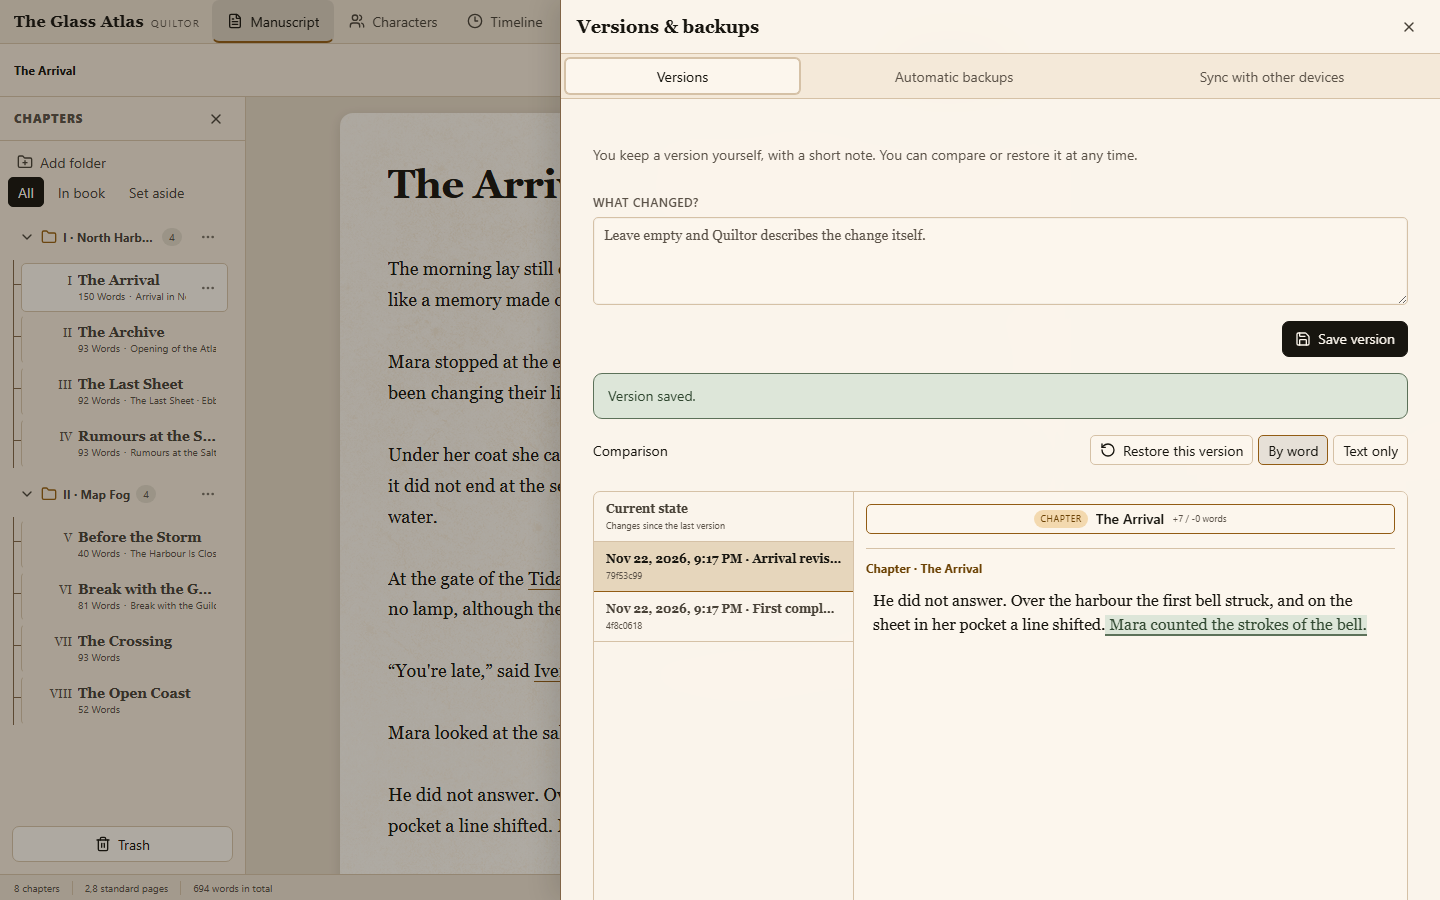 The Glass Atlas QUILTOR
Manuscript
Characters
Timeline
The Arrival
CHAPTERS
Add folder
All
In book
Set aside
I · North Harb... 4
I The Arrival
150 Words · Arrival in
II The Archive
93 Words · Opening of the Atla
III The Last Sheet
92 Words · The Last Sheet · Ebb
IV Rumours at the S...
93 Words · Rumours at the Salt
II · Map Fog 4
V Before the Storm
40 Words · The Harbour Is Clos
VI Break with the G...
81 Words · Break with the Guild
VII The Crossing
93 Words
VIII The Open Coast
52 Words
Trash
8 chapters
2,8 standard pages
694 words in total
The Arriv
The morning lay still
like a memory made
Mara stopped at the e
been changing their li
Under her coat she ca
it did not end at the se
water.
At the gate of the Tida
no lamp, although the
“You're late,” said Ive
Mara looked at the sa
He did not answer. Ov
pocket a line shifted.
Versions & backups
Versions
Automatic backups
Sync with other devices
You keep a version yourself, with a short note. You can compare or restore it at any time.
WHAT CHANGED?
Leave empty and Quiltor describes the change itself.
Save version
Version saved.
Comparison
Restore this version
By word
Text only
Current state
Changes since the last version
Nov 22, 2026, 9:17 PM · Arrival revis...
79f53c99
Nov 22, 2026, 9:17 PM · First compl...
4f8c0618
CHAPTER The Arrival +7 / -0 words
Chapter · The Arrival
He did not answer. Over the harbour the first bell struck, and on the
sheet in her pocket a line shifted. Mara counted the strokes of the bell.